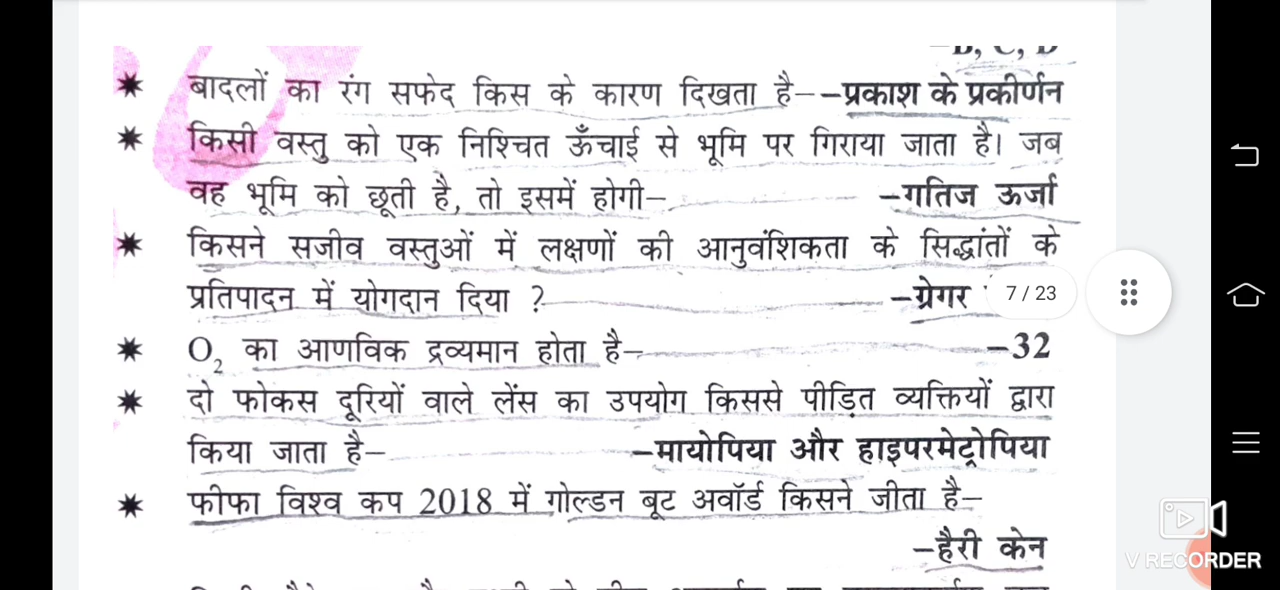 –B, C, D
बादलों का रंग सफेद किस के कारण दिखता है– –प्रकाश के प्रकीर्णन
किसी वस्तु को एक निश्चित ऊँचाई से भूमि पर गिराया जाता है। जब
वह भूमि को छूती है, तो इसमें होगी– –गतिज ऊर्जा
किसने सजीव वस्तुओं में लक्षणों की आनुवंशिकता के सिद्धांतों के
प्रतिपादन में योगदान दिया ? –ग्रेगर
7 / 23
O₂ का आणविक द्रव्यमान होता है– –32
दो फोकस दूरियों वाले लेंस का उपयोग किससे पीड़ित व्यक्तियों द्वारा
किया जाता है– –मायोपिया और हाइपरमेट्रोपिया
फीफा विश्व कप 2018 में गोल्डन बूट अवॉर्ड किसने जीता है–
–हैरी केन
V RECORDER